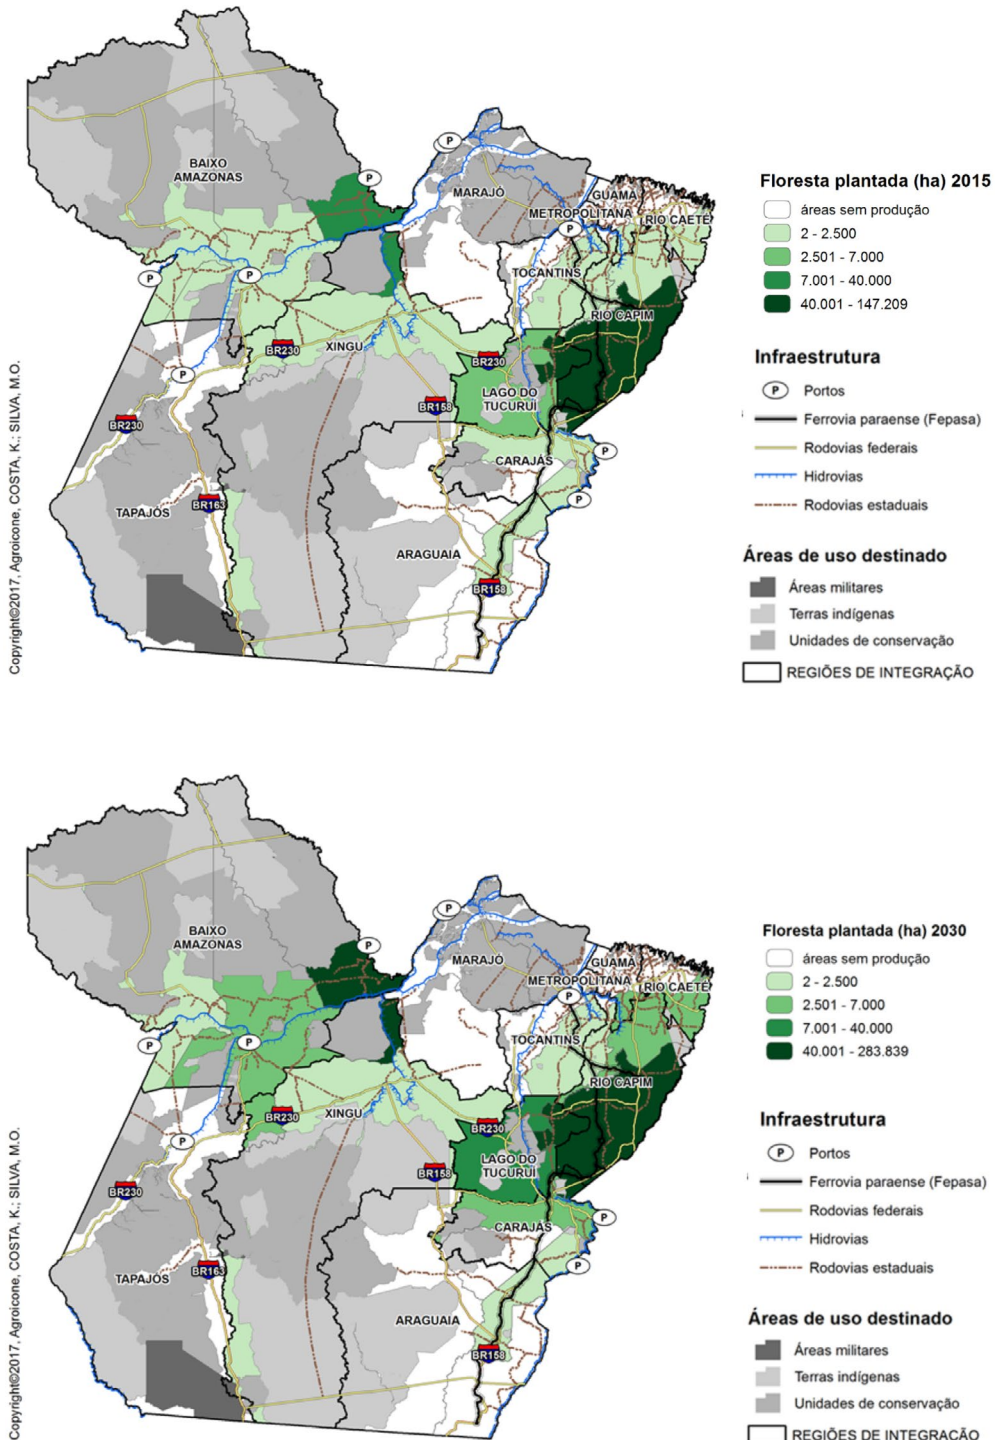 Floresta plantada (ha) 2015
áreas sem produção
2 - 2.500
2.501 - 7.000
7.001 - 40.000
40.001 - 147.209
Infraestrutura
P Portos
Ferrovia paraense (Fepasa)
Rodovias federais
Hidrovias
Rodovias estaduais
Áreas de uso destinado
Áreas militares
Terras indígenas
Unidades de conservação
REGIÕES DE INTEGRAÇÃO
BAIXO
AMAZONAS
P
P
MARAJÓ
GUAMÁ
METROPOLITANA
RIO CAETÉ
P
P
P
TOCANTINS
RIO CAPIM
XINGU
BR230
BR230
P
LAGO DO
TUCURUÍ
BR158
BR230
CARAJÁS
P
P
TAPAJÓS
BR163
ARAGUAIA
BR158
Copyright©2017, Agroicone, COSTA, K.; SILVA, M.O.
Floresta plantada (ha) 2030
áreas sem produção
2 - 2.500
2.501 - 7.000
7.001 - 40.000
40.001 - 283.839
Infraestrutura
P Portos
Ferrovia paraense (Fepasa)
Rodovias federais
Hidrovias
Rodovias estaduais
Áreas de uso destinado
Áreas militares
Terras indígenas
Unidades de conservação
REGIÕES DE INTEGRAÇÃO
BAIXO
AMAZONAS
P
P
MARAJÓ
GUAMÁ
METROPOLITANA
RIO CAETÉ
P
P
P
TOCANTINS
RIO CAPIM
XINGU
BR230
BR230
P
LAGO DO
TUCURUÍ
BR158
BR230
CARAJÁS
P
P
TAPAJÓS
BR163
ARAGUAIA
BR158
Copyright©2017, Agroicone, COSTA, K.; SILVA, M.O.